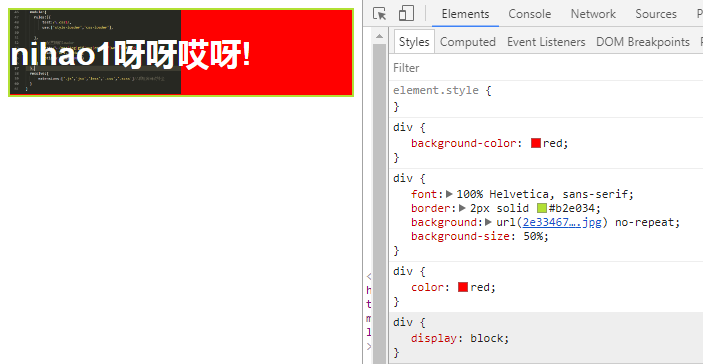 nihao1呀呀哎呀!
Elements Network
Styles Computed Event Listeners DOM Breakpoints
Filter
element.style {
}
div {
background-color: red;
}
div {
font: 100% Helvetica, sans-serif;
border: 2px solid #b2e034;
background: url(2e33467….jpg) no-repeat;
background-size: 50%;
}
div {
color: red;
}
div {
display: block;
}